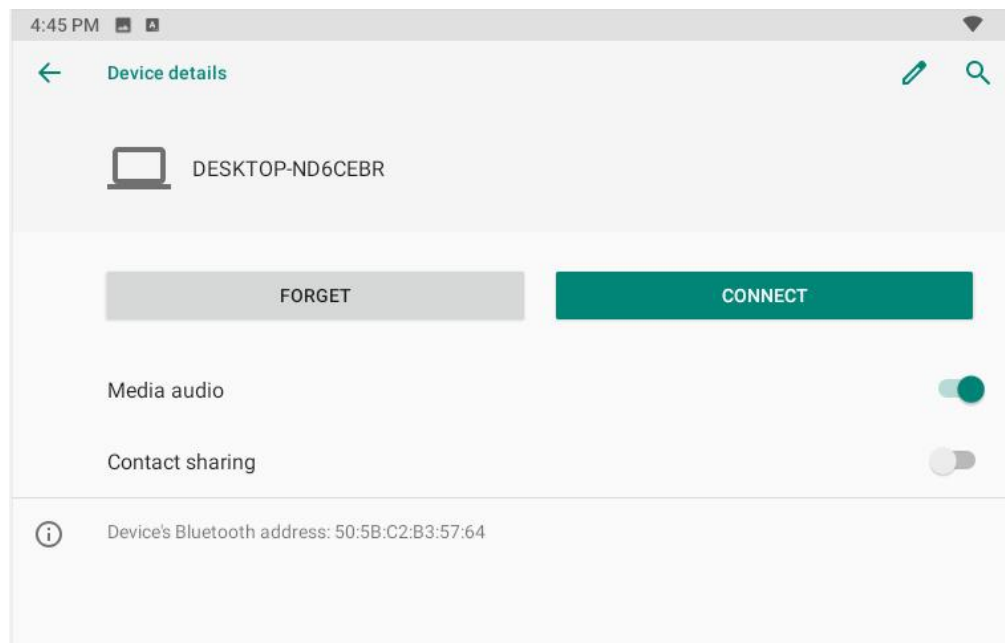 4:45 PM
Device details
DESKTOP-ND6CEBR
FORGET
CONNECT
Media audio
Contact sharing
Device's Bluetooth address: 50:5B:C2:B3:57:64